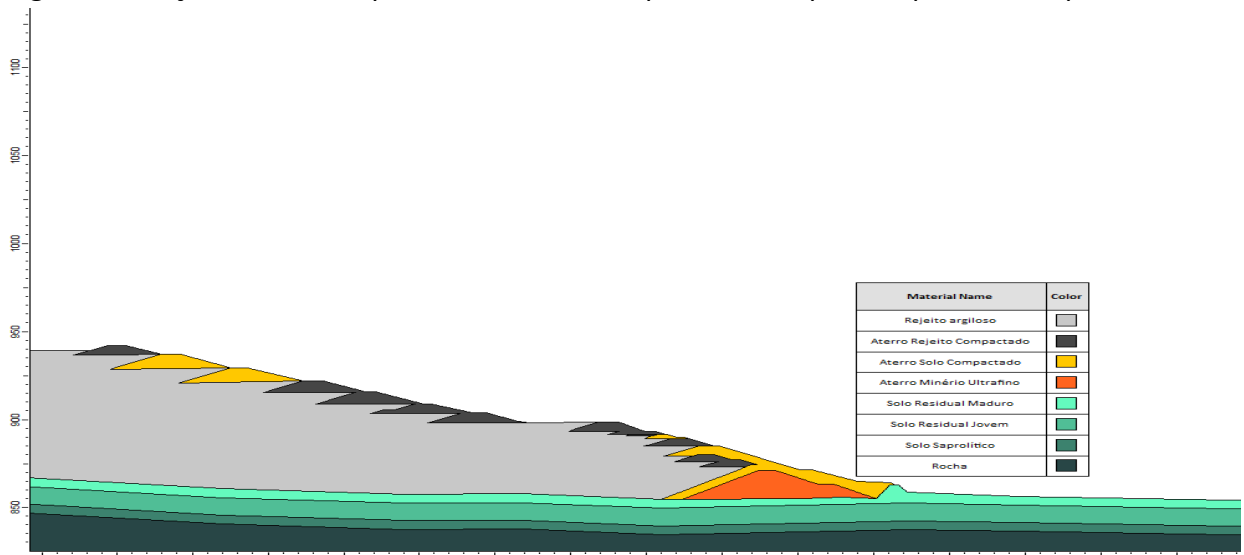 1100
1050
1000
950
900
850
Material Name Color
Rejeito argiloso
Aterro Rejeito Compactado
Aterro Solo Compactado
Aterro Minério Ultrafino
Solo Residual Maduro
Solo Residual Jovem
Solo Saprolítico
Rocha